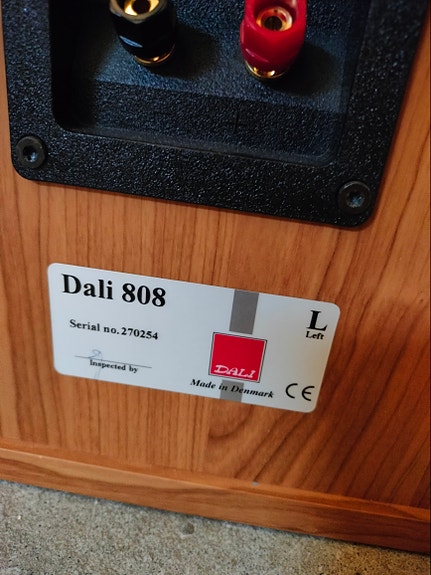 Dali 808
L
Left
Serial no. 270254
DALI
Inspected by
Made in Denmark CE